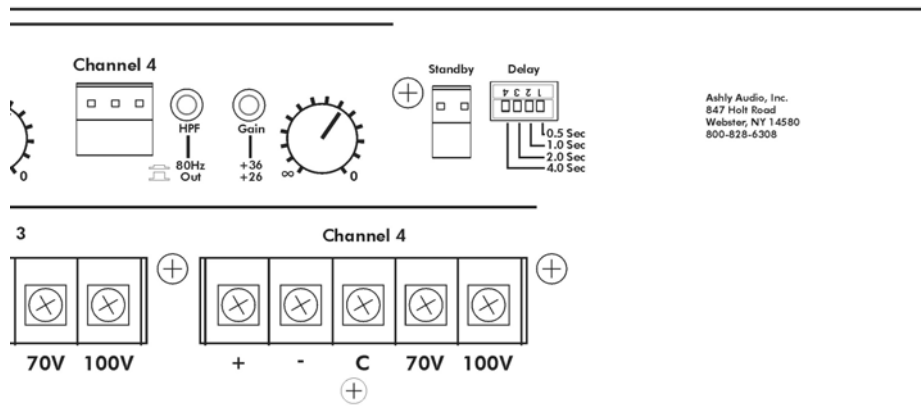 Channel 4
HPF
80Hz
Out
Gain
+36
+26
0
∞
0
Standby
Delay
4 3 2 1
0.5 Sec
1.0 Sec
2.0 Sec
4.0 Sec
Ashly Audio, Inc.
847 Holt Road
Webster, NY 14580
800-828-6308
3
Channel 4
70V 100V
+ - C 70V 100V